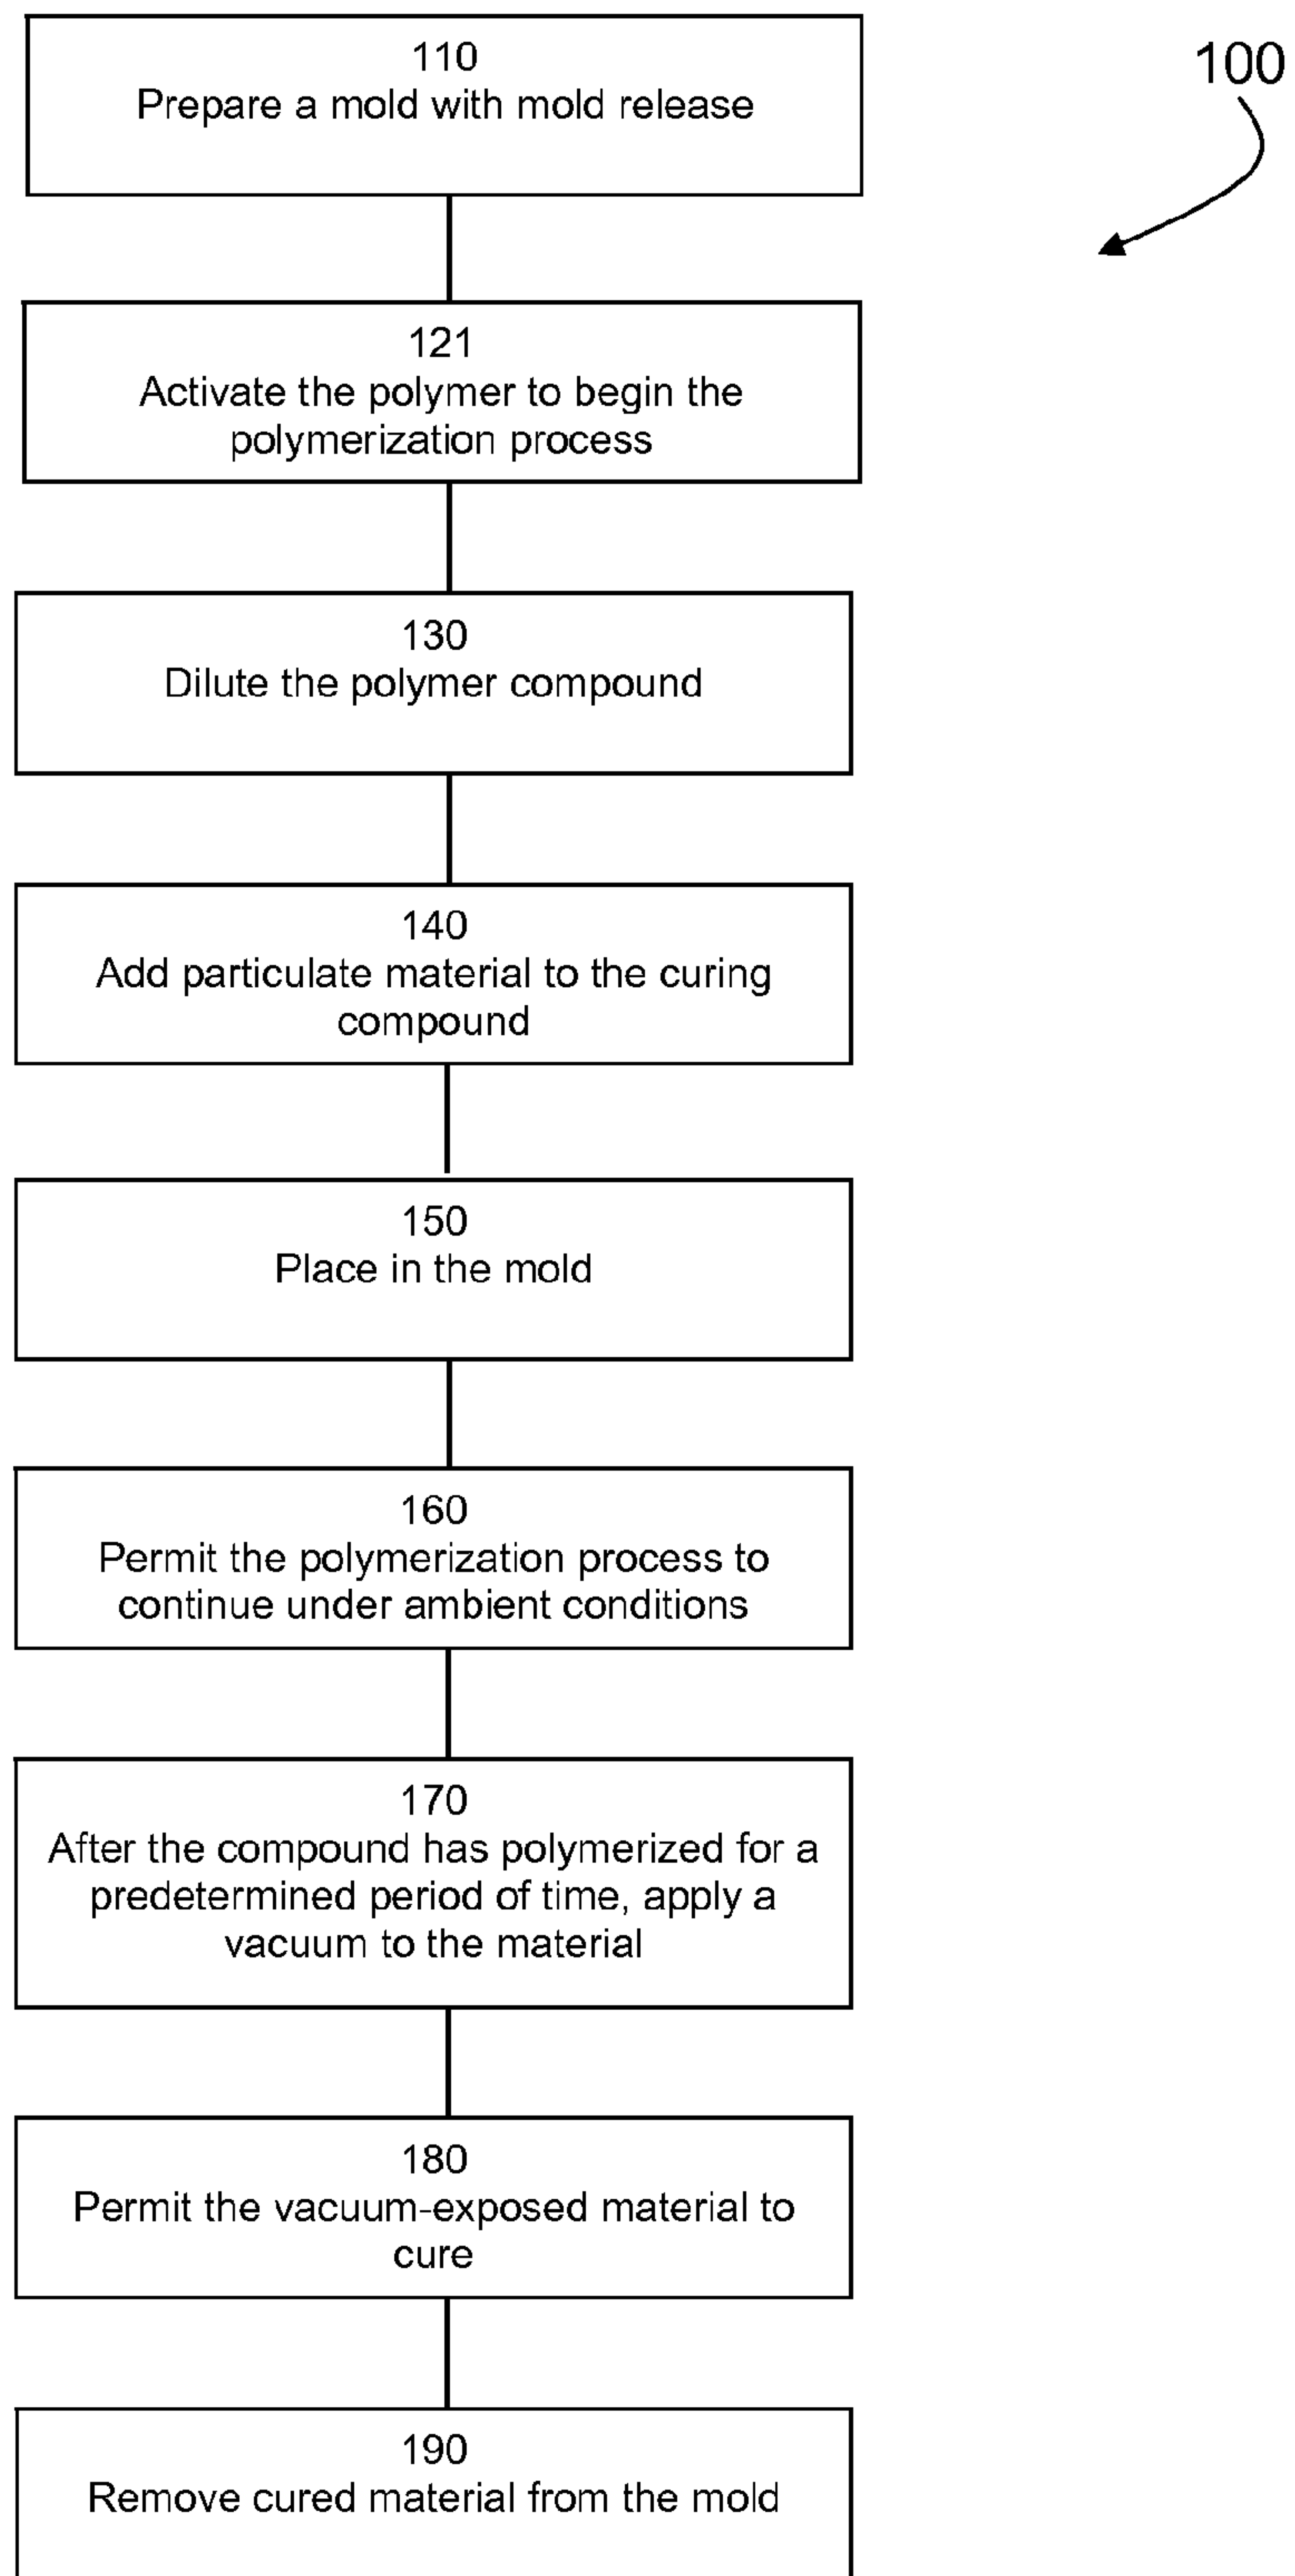 110
Prepare a mold with mold release
100
121
Activate the polymer to begin the
polymerization process
130
Dilute the polymer compound
140
Add particulate material to the curing
compound
150
Place in the mold
160
Permit the polymerization process to
continue under ambient conditions
170
After the compound has polymerized for a
predetermined period of time, apply a
vacuum to the material
180
Permit the vacuum-exposed material to
cure
190
Remove cured material from the mold